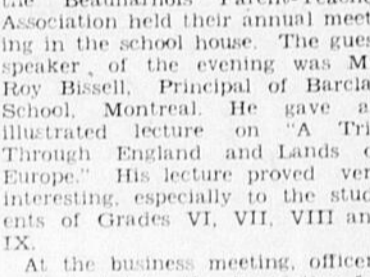 the Beauharnois Parent-Teache
Association held their annual meet
ing in the school house. The gues
speaker, of the evening was M
Roy Bissell, Principal of Barcla
School, Montreal. He gave a
illustrated lecture on "A Tri
Through England and Lands o
Europe." His lecture proved ver
interesting, especially to the stud
ents of Grades VI, VII, VIII an
IX.
At the business meeting, officer